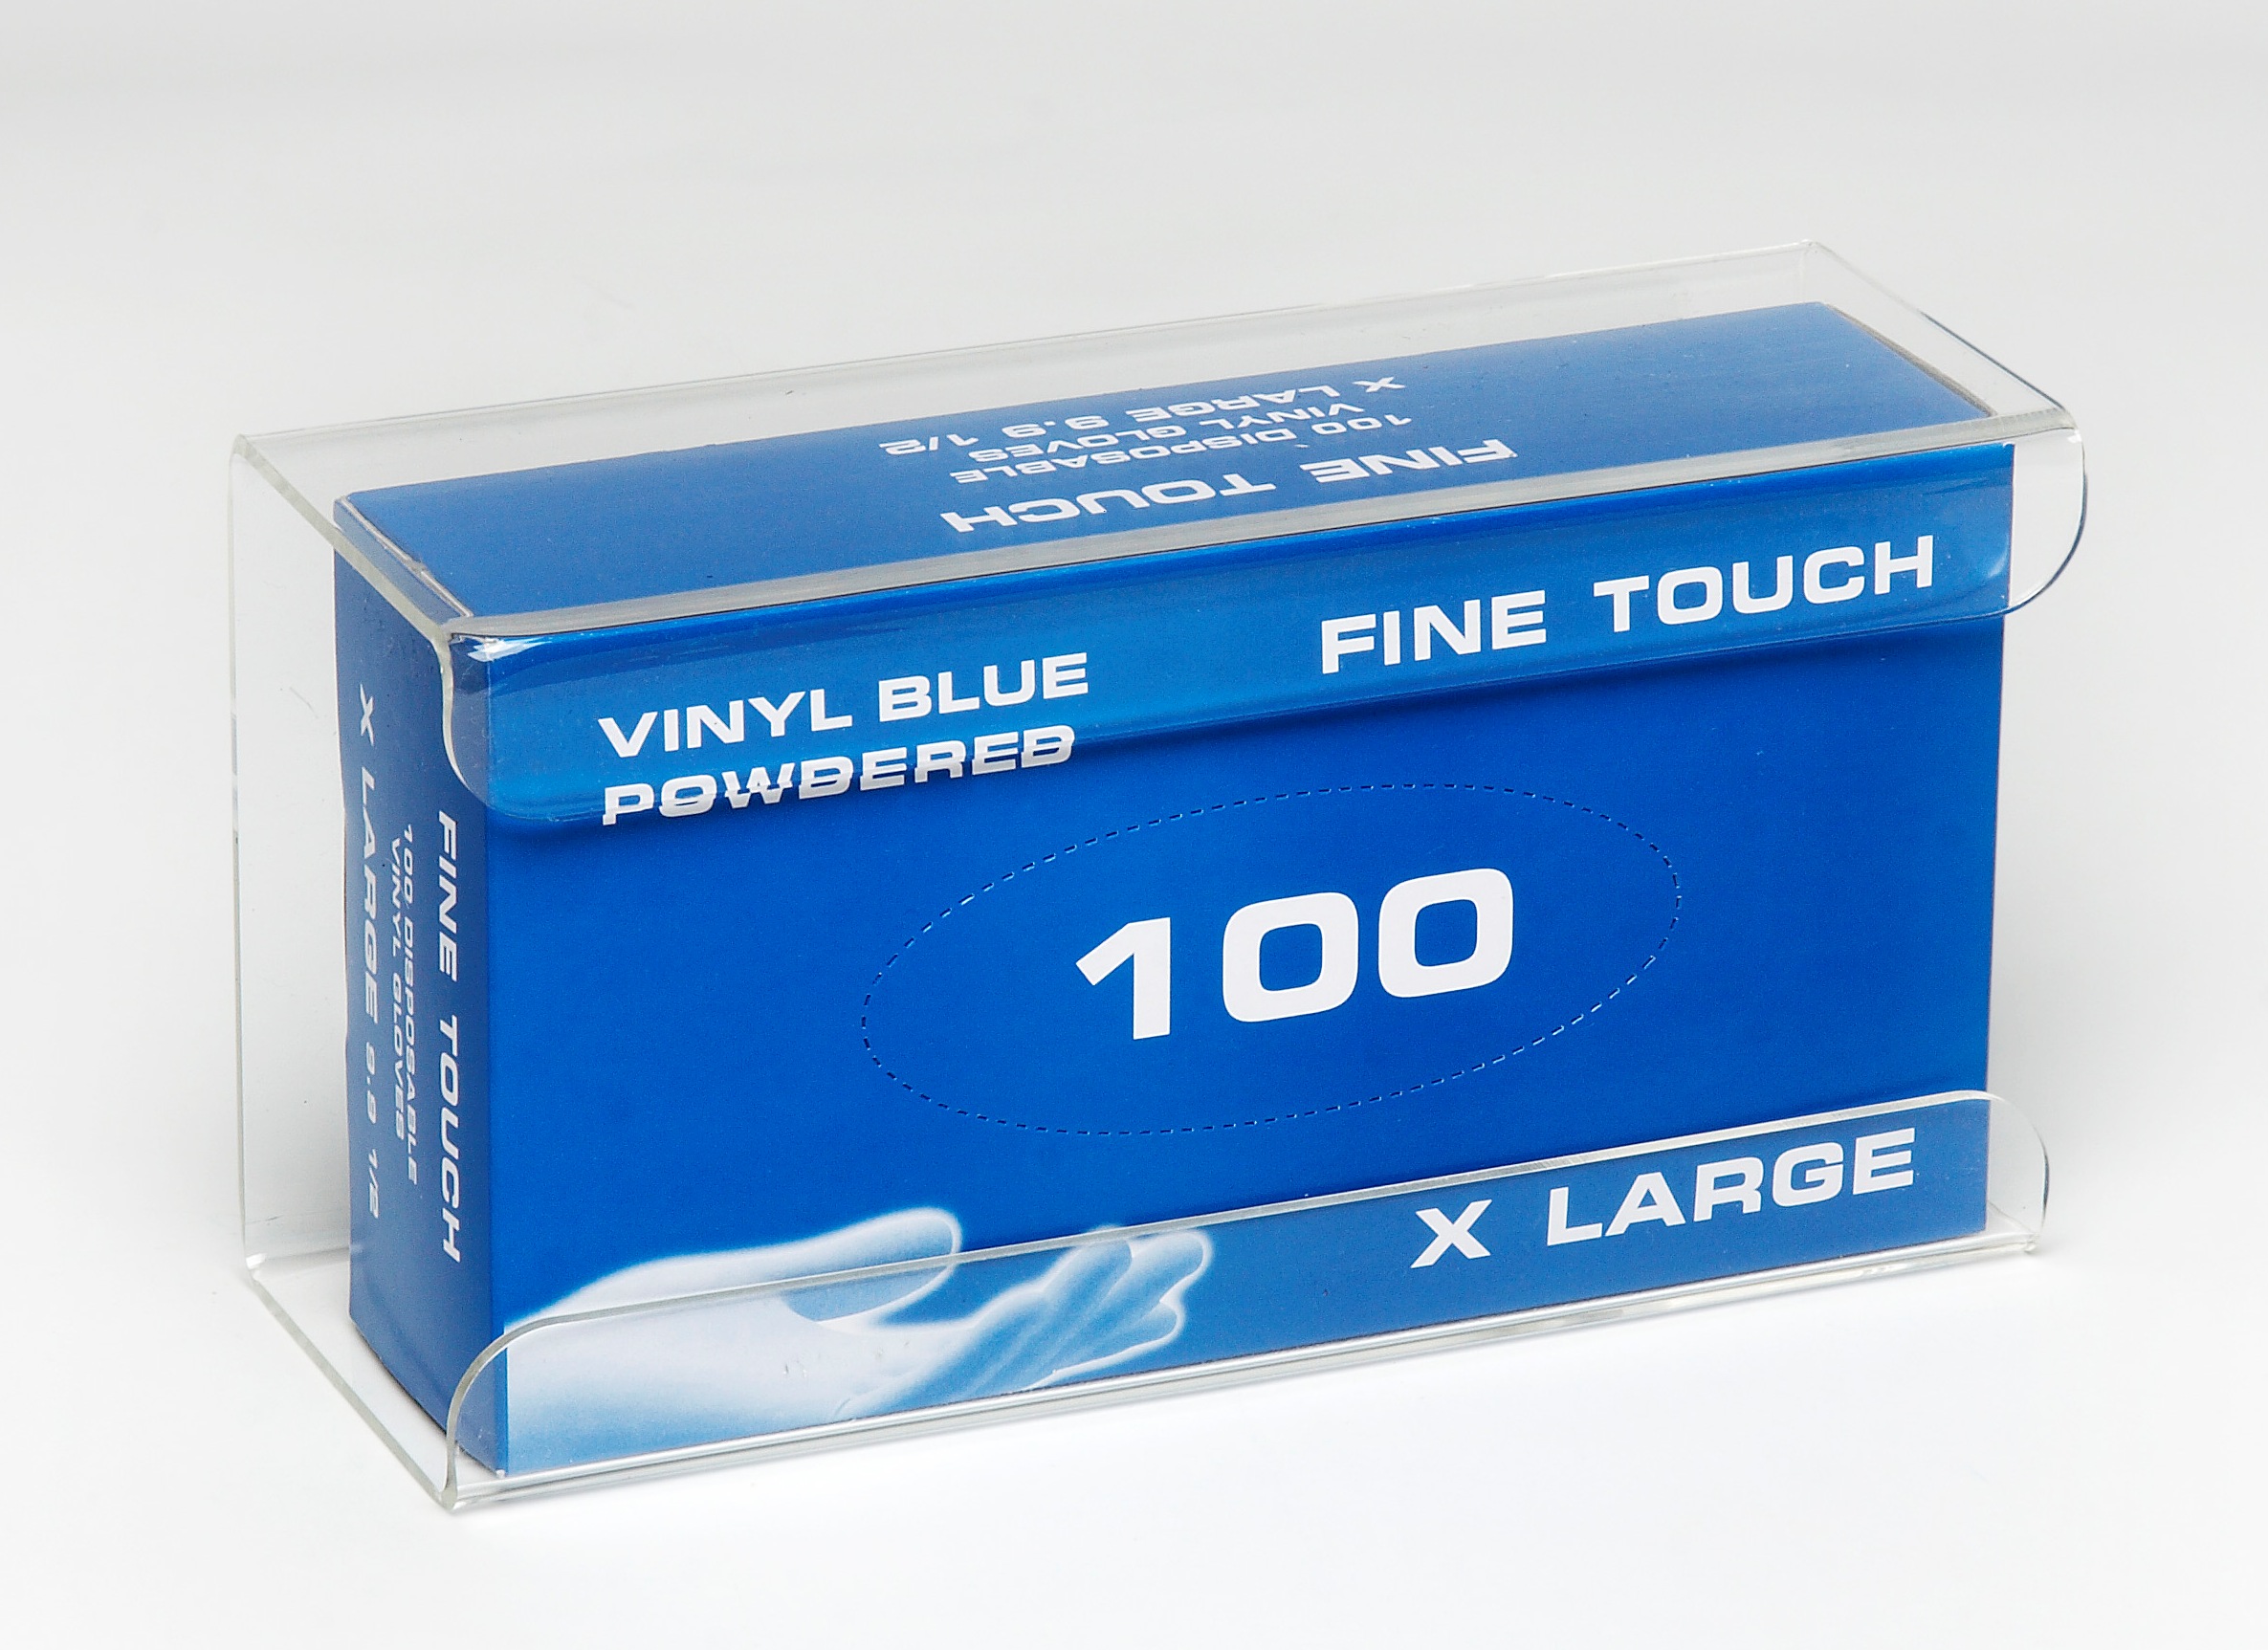 X LARGE 9.9 1/2
100 DISPOSABLE
VINYL GLOVES
FINE TOUCH
VINYL BLUE
POWDERED
FINE TOUCH
100
X LARGE
FINE TOUCH
100 DISPOSABLE
VINYL GLOVES
X LARGE 9.9 1/2